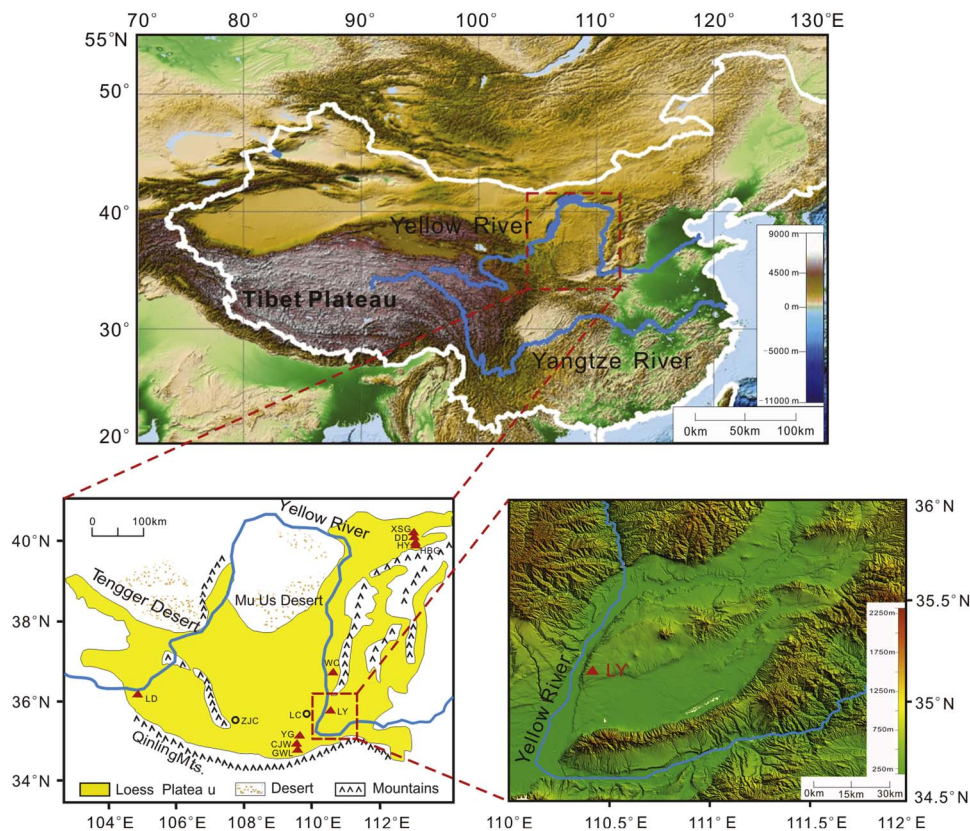 70° 80° 90° 100° 110° 120° 130°E
55°N
50°
40°
30°
20°
Yellow River
Tibet Plateau
Yangtze River
9000 m
4500 m
0 m
-5000 m
-11000 m
0km 50km 100km
0 100km
Yellow River
XSG
DD
HY
HBG
Tengger Desert
Mu Us Desert
WC
LD
ZJC
LC
LY
YG
CJW
GWL
QinlingMts.
Loess Platea u
Desert
Mountains
40°N
38°N
36°N
34°N
104°E 106°E 108°E 110°E 112°E
Yellow River
LY
2250m
1750m
1250m
750m
250m
0km 15km 30km
36°N
35.5°N
35°N
34.5°N
110°E 110.5°E 111°E 111.5°E 112°E